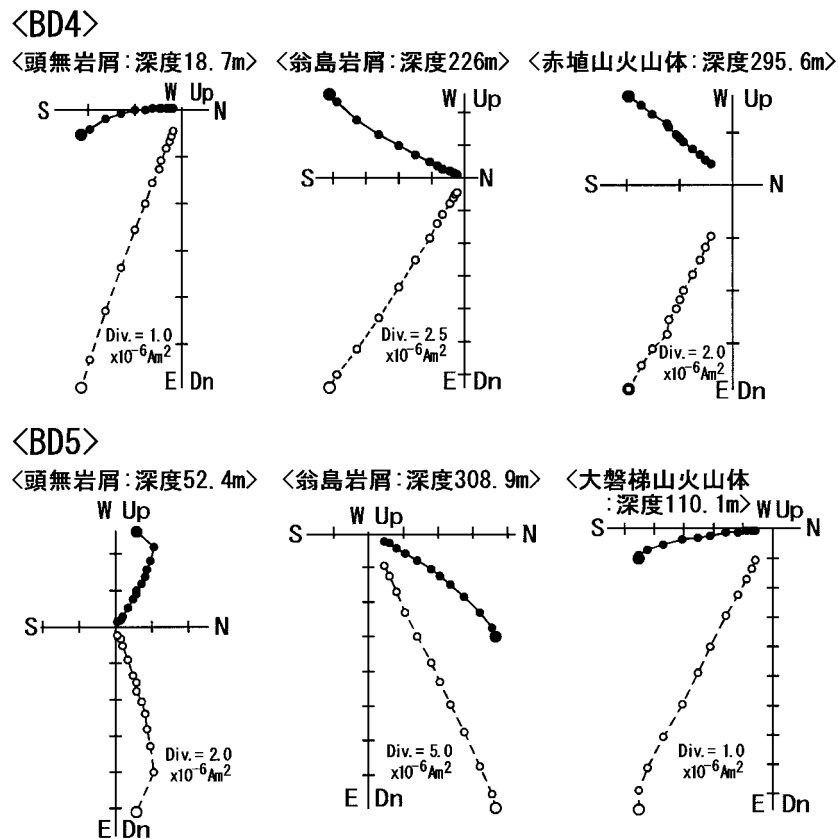 <BD4>
<頭無岩屑:深度18.7m>
<翁島岩屑:深度226m>
<赤埴山火山体:深度295.6m>
W Up
S
N
Div.= 1.0
x10⁻⁶Am²
E Dn
S
N
Div.= 2.5
x10⁻⁶Am²
E Dn
W Up
S
N
Div.= 2.0
x10⁻⁶Am²
E Dn
<BD5>
<頭無岩屑:深度52.4m>
<翁島岩屑:深度308.9m>
<大磐梯山火山体
:深度110.1m>
W Up
S
N
Div.= 2.0
x10⁻⁶Am²
E Dn
W Up
N
Div.= 5.0
x10⁻⁶Am²
E Dn
W Up
S
N
Div.= 1.0
x10⁻⁶Am²
E Dn